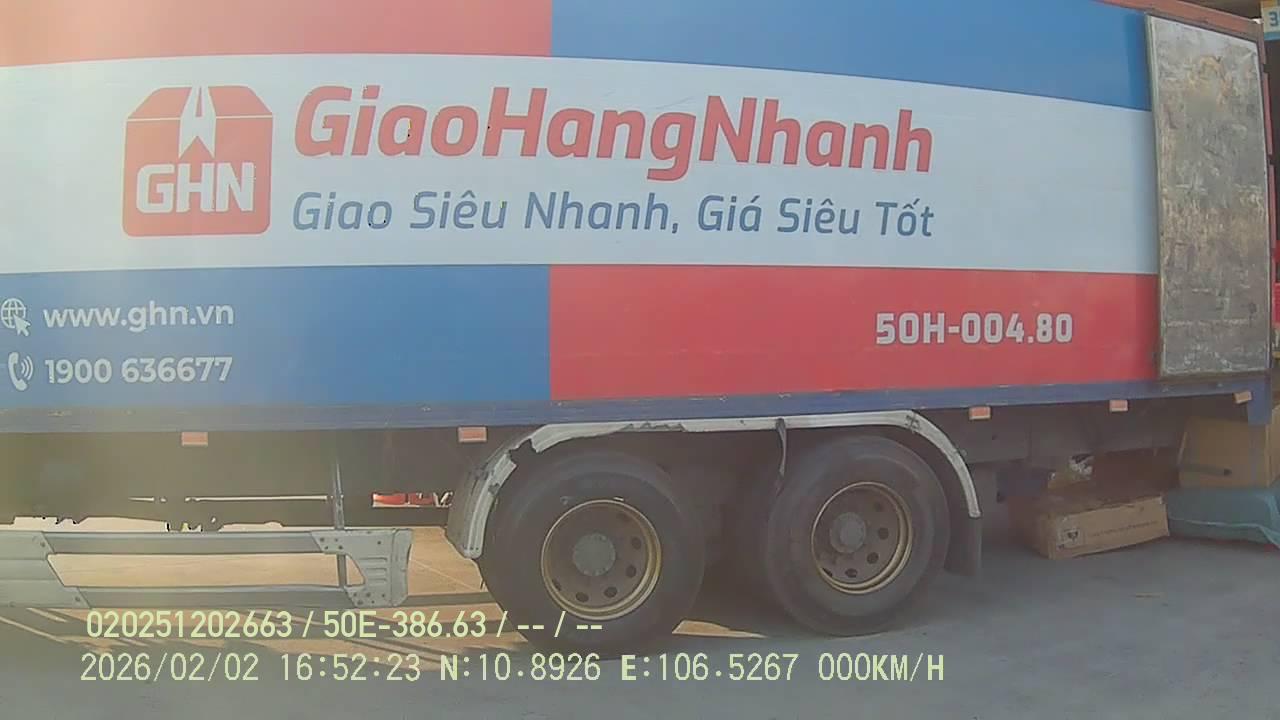 GHN
GiaoHangNhanh
Giao Siêu Nhanh, Giá Siêu Tốt
www.ghn.vn
1900 636677
50H-004.80
020251202663 / 50E-386.63 / -- / --
2026/02/02 16:52:23 N:10.8926 E:106.5267 000KM/H